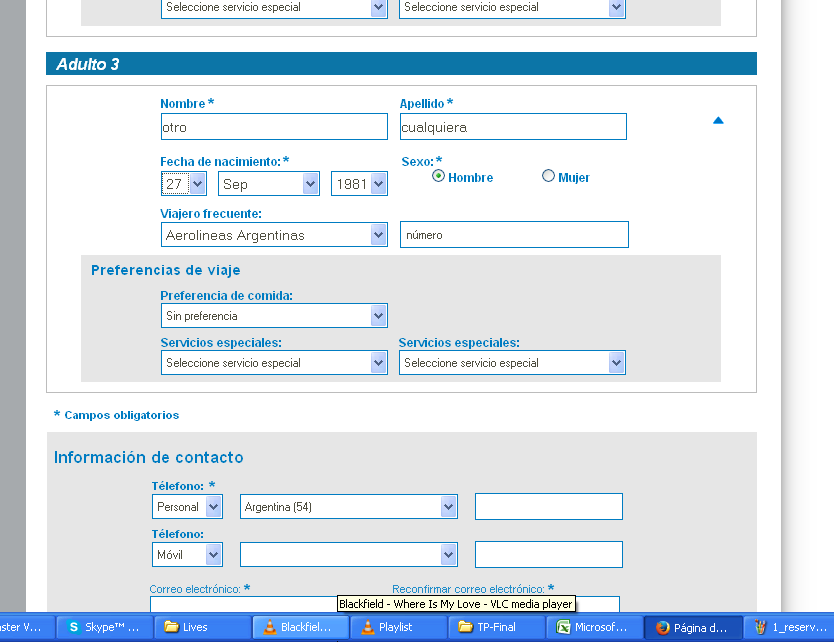 Seleccione servicio especial Seleccione servicio especial
Adulto 3
Nombre * Apellido *
otro cualquiera
Fecha de nacimiento: * Sexo: *
27 Sep 1981 Hombre Mujer
Viajero frecuente:
Aerolineas Argentinas número
Preferencias de viaje
Preferencia de comida:
Sin preferencia
Servicios especiales: Servicios especiales:
Seleccione servicio especial Seleccione servicio especial
* Campos obligatorios
Información de contacto
Télefono: *
Personal Argentina (54)
Télefono:
Móvil
Correo electrónico: * Reconfirmar correo electrónico: *
Blackfield - Where Is My Love - VLC media player
aster V... Skype™ ... Lives Blackfiel... Playlist TP-Final Microsof... Página d... 1_reserv...